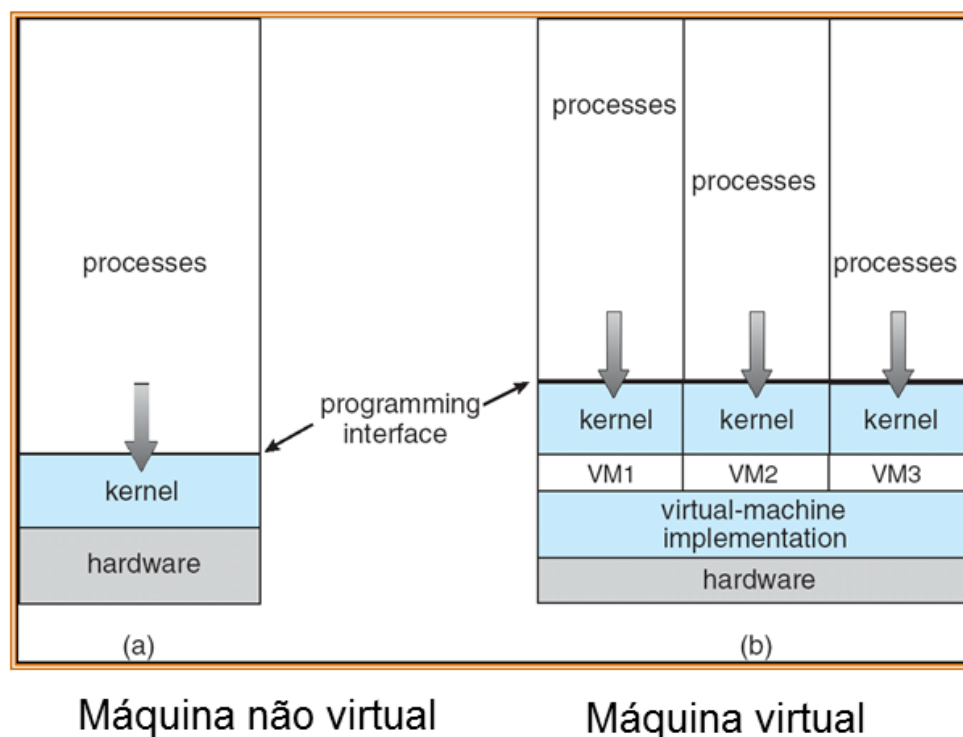 processes
kernel
hardware
(a)
programming
interface
processes
processes
processes
kernel
kernel
kernel
VM1
VM2
VM3
virtual-machine
implementation
hardware
(b)
Máquina não virtual
Máquina virtual